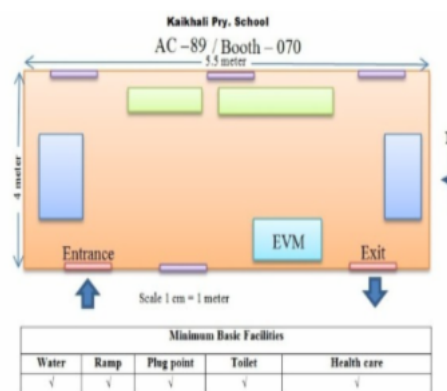 Kaikhali Pry. School
AC –89 / Booth – 070
5.5 meter
4 meter
EVM
Entrance
Exit
Scale 1 cm = 1 meter
Minimum Basic Facilities
Water Ramp Plug point Toilet Health care
√ √ √ √ √